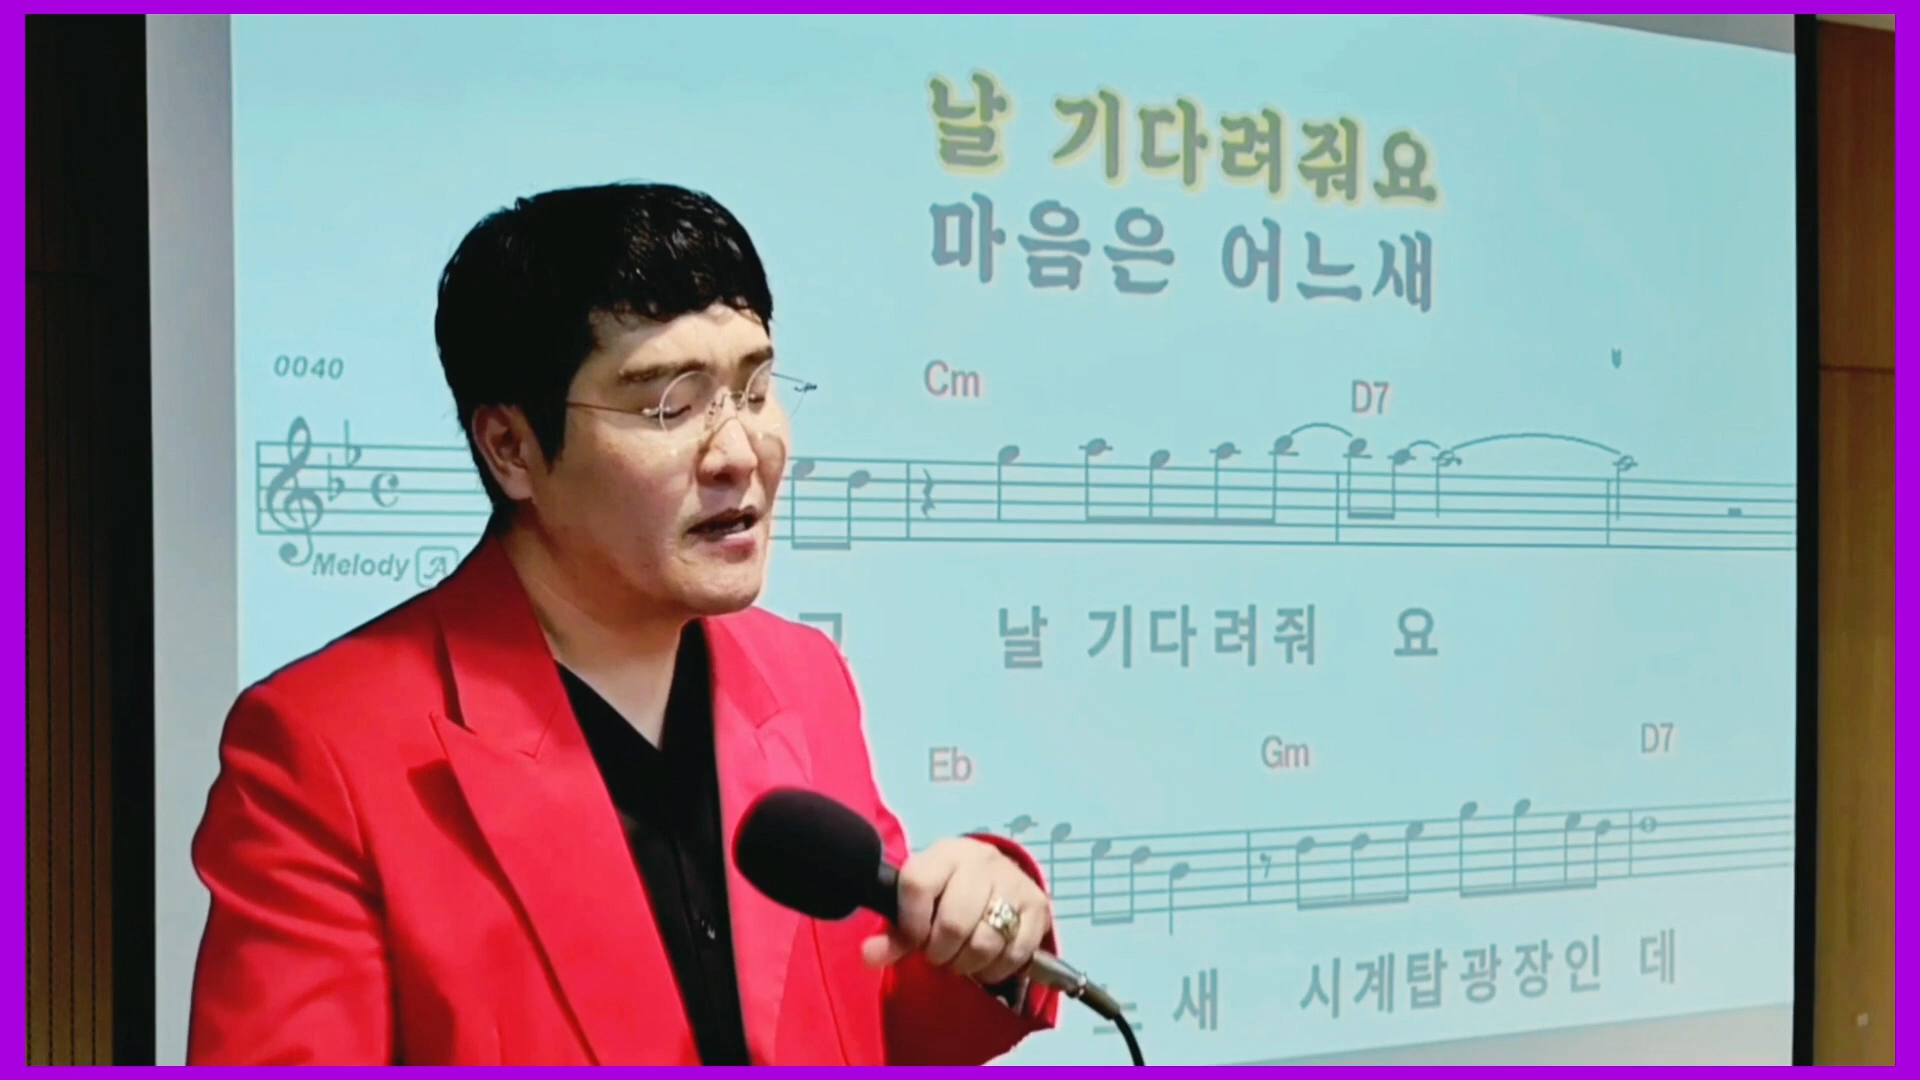 날 기다려줘요
마음은 어느새
0040
Cm D7
Melody A
날 기다려줘 요
Eb Gm D7
새 시계탑광장인 데